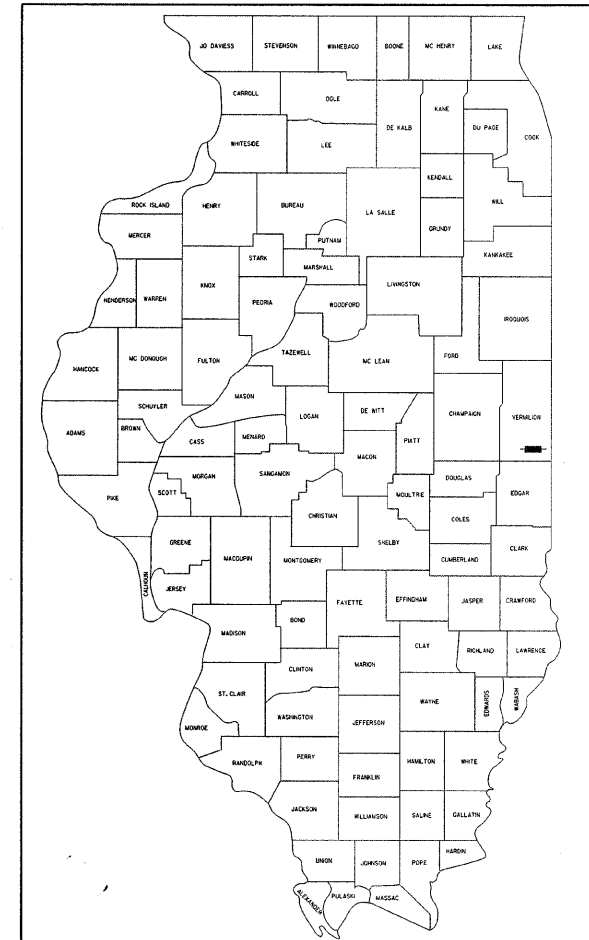 JO DAVIESS STEVENSON WINNEBAGO BOONE MC HENRY LAKE
CARROLL OGLE KANE
DE KALB DU PAGE COOK
WHITESIDE LEE
KENDALL
ROCK ISLAND HENRY BUREAU LA SALLE WILL
MERCER PUTNAM GRUNDY
STARK MARSHALL KANKAKEE
HENDERSON WARREN KNOX PEORIA WOODFORD LIVINGSTON IROQUOIS
HANCOCK MC DONOUGH FULTON TAZEWELL MC LEAN FORD
MASON
SCHUYLER LOGAN DE WITT CHAMPAIGN VERMILION
ADAMS BROWN CASS MENARD PIATT
MACON
PIKE SCOTT MORGAN SANGAMON DOUGLAS EDGAR
MOULTRIE
CHRISTIAN COLES
GREENE SHELBY
CALHOUN JERSEY MACOUPIN MONTGOMERY CUMBERLAND CLARK
FAYETTE EFFINGHAM JASPER CRAWFORD
MADISON BOND
CLAY RICHLAND LAWRENCE
CLINTON MARION
ST. CLAIR WAYNE EDWARDS WABASH
MONROE WASHINGTON JEFFERSON
RANDOLPH PERRY HAMILTON WHITE
FRANKLIN
JACKSON WILLIAMSON SALINE GALLATIN
HARDIN
UNION JOHNSON POPE
ALEXANDER PULASKI MASSAC